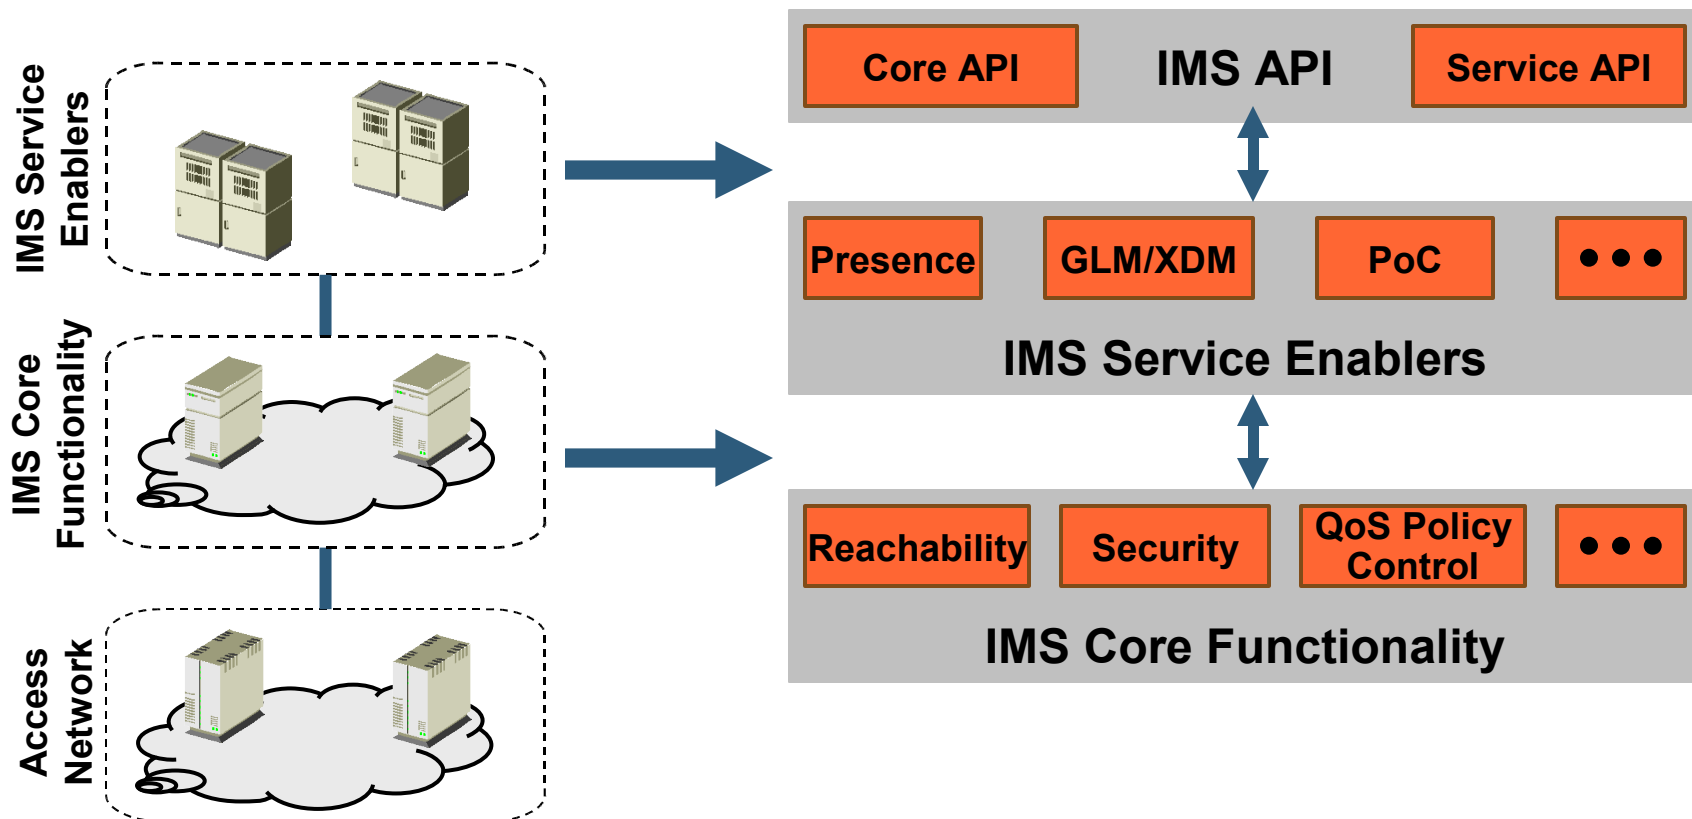 IMS Service
Enablers
IMS Core
Functionality
Access
Network
Core API
IMS API
Service API
Presence
GLM/XDM
PoC
•••
IMS Service Enablers
Reachability
Security
QoS Policy
Control
•••
IMS Core Functionality